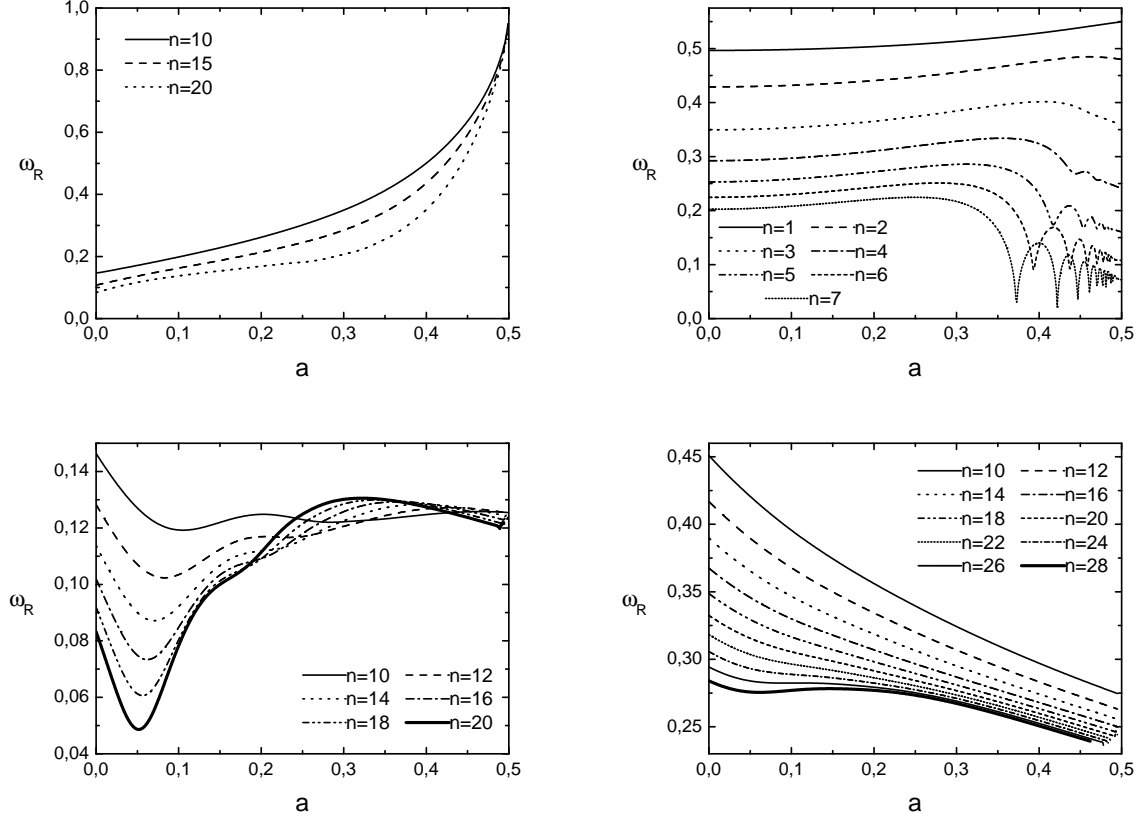 1,0
0,8
0,6
0,4
0,2
0,0
ωR
n=10
n=15
n=20
0,0 0,1 0,2 0,3 0,4 0,5
a
0,5
0,4
0,3
0,2
0,1
0,0
ωR
n=1 n=2
n=3 n=4
n=5 n=6
n=7
0,0 0,1 0,2 0,3 0,4 0,5
a
0,14
0,12
0,10
0,08
0,06
0,04
ωR
n=10 n=12
n=14 n=16
n=18 n=20
0,0 0,1 0,2 0,3 0,4 0,5
a
0,45
0,40
0,35
0,30
0,25
ωR
n=10 n=12
n=14 n=16
n=18 n=20
n=22 n=24
n=26 n=28
0,0 0,1 0,2 0,3 0,4 0,5
a